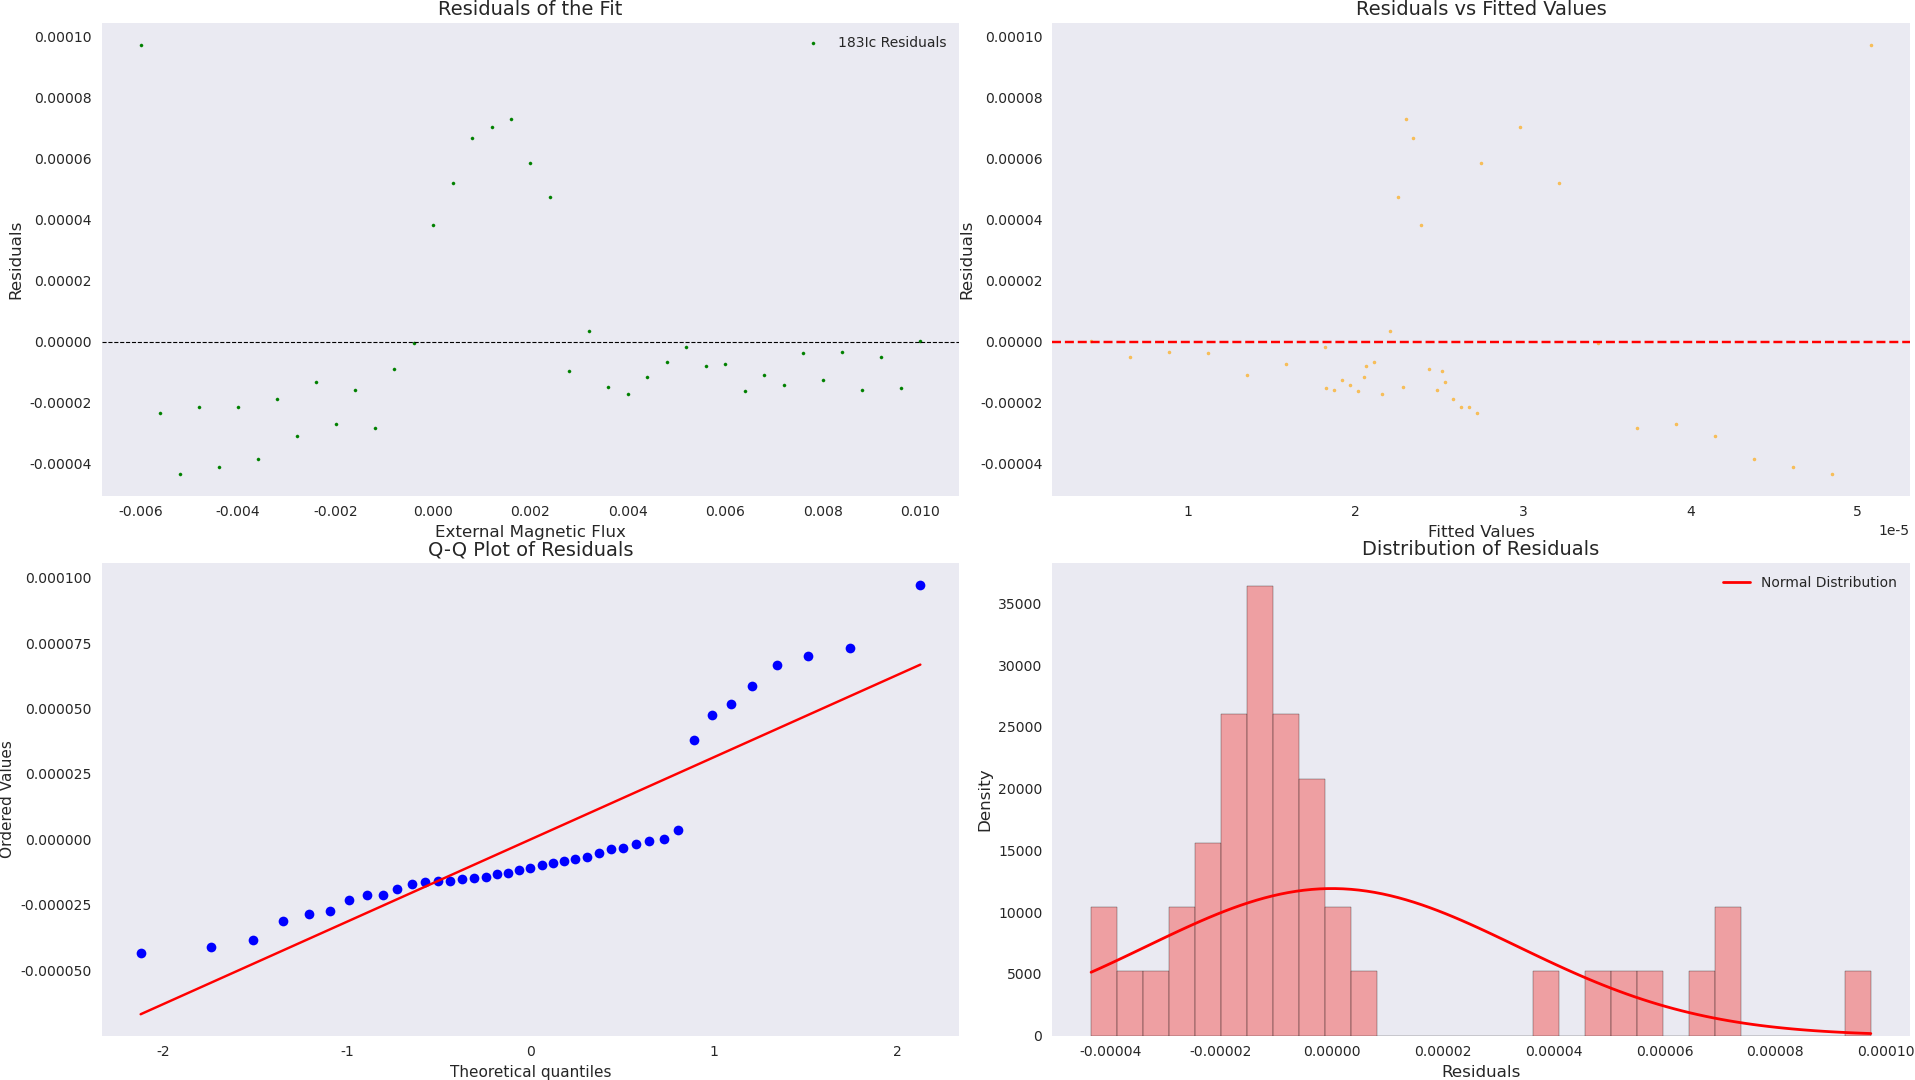 Residuals of the Fit
0.00010
0.00008
0.00006
0.00004
0.00002
0.00000
-0.00002
-0.00004
Residuals
183Ic Residuals
-0.006 -0.004 -0.002 0.000 0.002 0.004 0.006 0.008 0.010
External Magnetic Flux
Residuals vs Fitted Values
0.00010
0.00008
0.00006
0.00004
0.00002
0.00000
-0.00002
-0.00004
Residuals
1 2 3 4 5
1e-5
Fitted Values
Q-Q Plot of Residuals
0.000100
0.000075
0.000050
0.000025
0.000000
-0.000025
-0.000050
Ordered Values
-2 -1 0 1 2
Theoretical quantiles
Distribution of Residuals
35000
30000
25000
20000
15000
10000
5000
0
Density
Normal Distribution
-0.00004 -0.00002 0.00000 0.00002 0.00004 0.00006 0.00008 0.00010
Residuals